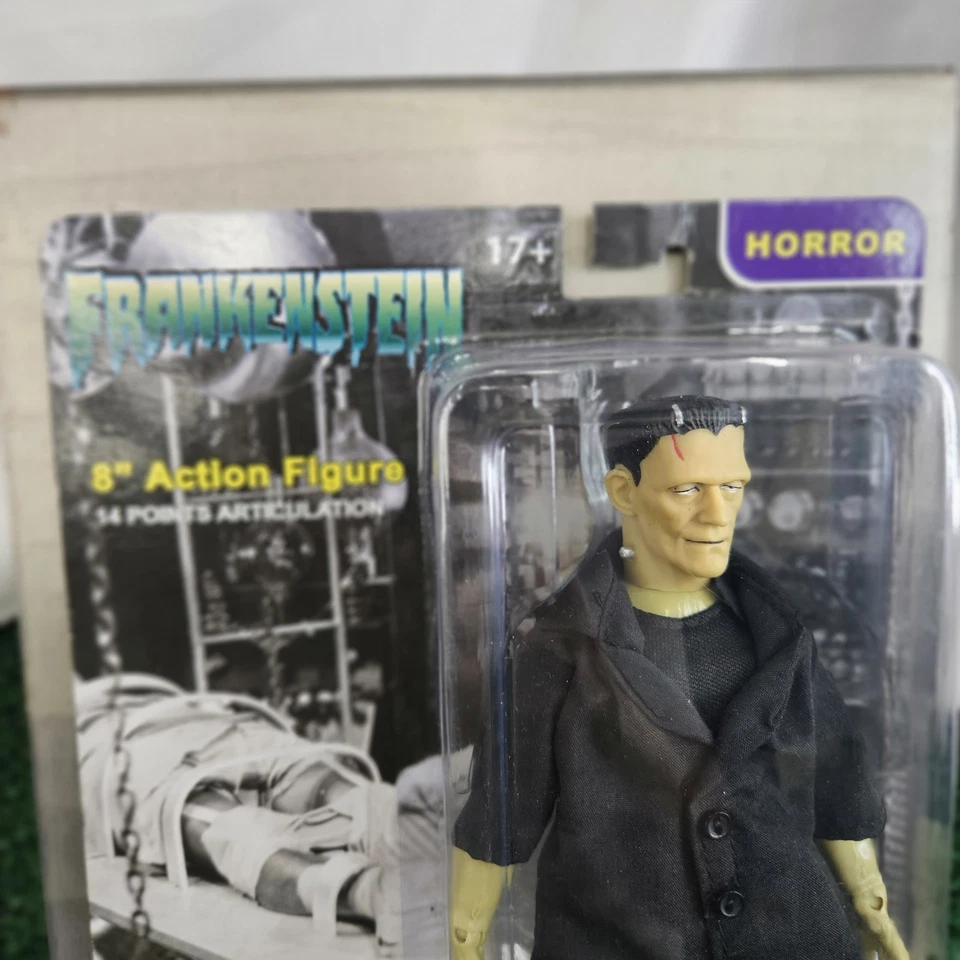 17+
HORROR
FRANKENSTEIN
8" Action Figure
14 POINTS ARTICULATION